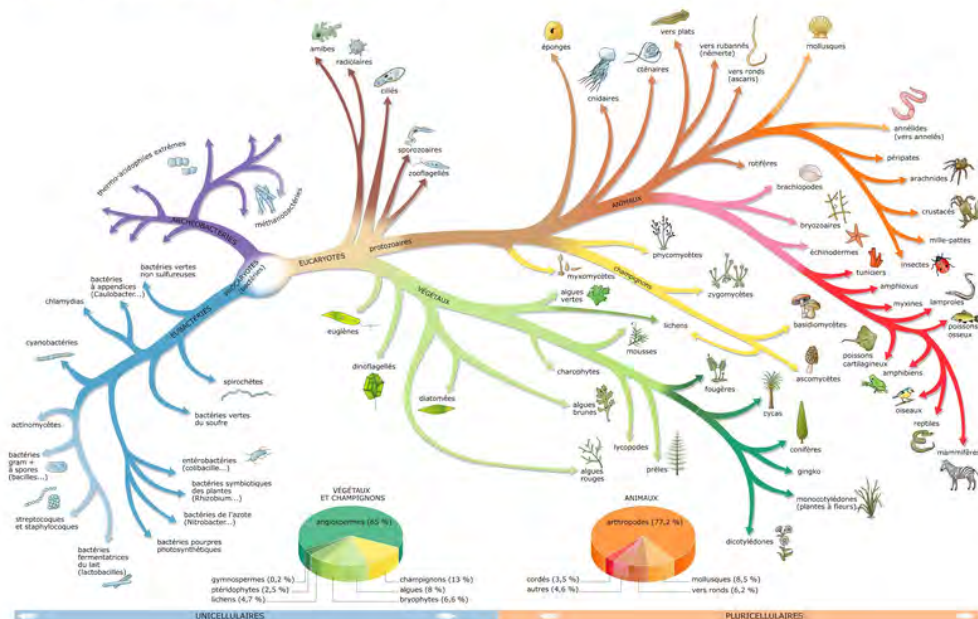 amibes
radiolaires
ciliés
sporozoaires
zooflagellés
éponges
cnidaires
cténaires
vers plats
vers rubannés
(némerte)
vers ronds
(ascaris)
mollusques
annélides
(vers annelés)
péripates
arachnides
crustacés
mille-pattes
insectes
rotifères
brachiopodes
bryozoaires
échinodermes
tuniciers
amphioxus
myxines
lamproies
poissons
osseux
poissons
cartilagineux
amphibiens
oiseaux
reptiles
mammifères
thermo-acidophiles extrêmes
méthanobactéries
ARCHÉOBACTÉRIES
PROCARYOTES
(bactéries)
EUBACTÉRIES
EUCARYOTES
protozoaires
ANIMAUX
champignons
VÉGÉTAUX
myxomycètes
phycomycètes
zygomycètes
basidiomycètes
ascomycètes
lichens
bactéries vertes
non sulfureuses
bactéries
à appendices
(Caulobacter...)
chlamydias
cyanobactéries
spirochètes
bactéries vertes
du soufre
actinomycètes
bactéries
gram +
à spores
(bacilles...)
streptocoques
et staphylocoques
bactéries
fermentatrices
du lait
(lactobacilles)
entérobactéries
(colibacille...)
bactéries symbiotiques
des plantes
(Rhizobium...)
bactéries de l'azote
(Nitrobacter...)
bactéries pourpres
photosynthétiques
euglènes
dinoflagellés
diatomées
algues
vertes
charophytes
mousses
algues
brunes
algues
rouges
lycopodes
prêles
fougères
cycas
conifères
gingko
monocotylédones
(plantes à fleurs)
dicotylédones
VÉGÉTAUX
ET CHAMPIGNONS
angiospermes (65 %)
gymnospermes (0,2 %)
ptéridophytes (2,5 %)
lichens (4,7 %)
champignons (13 %)
algues (8 %)
bryophytes (6,6 %)
ANIMAUX
arthropodes (77,2 %)
cordés (3,5 %)
autres (4,6 %)
mollusques (8,5 %)
vers ronds (6,2 %)
UNICELLULAIRES
PLURICELLULAIRES